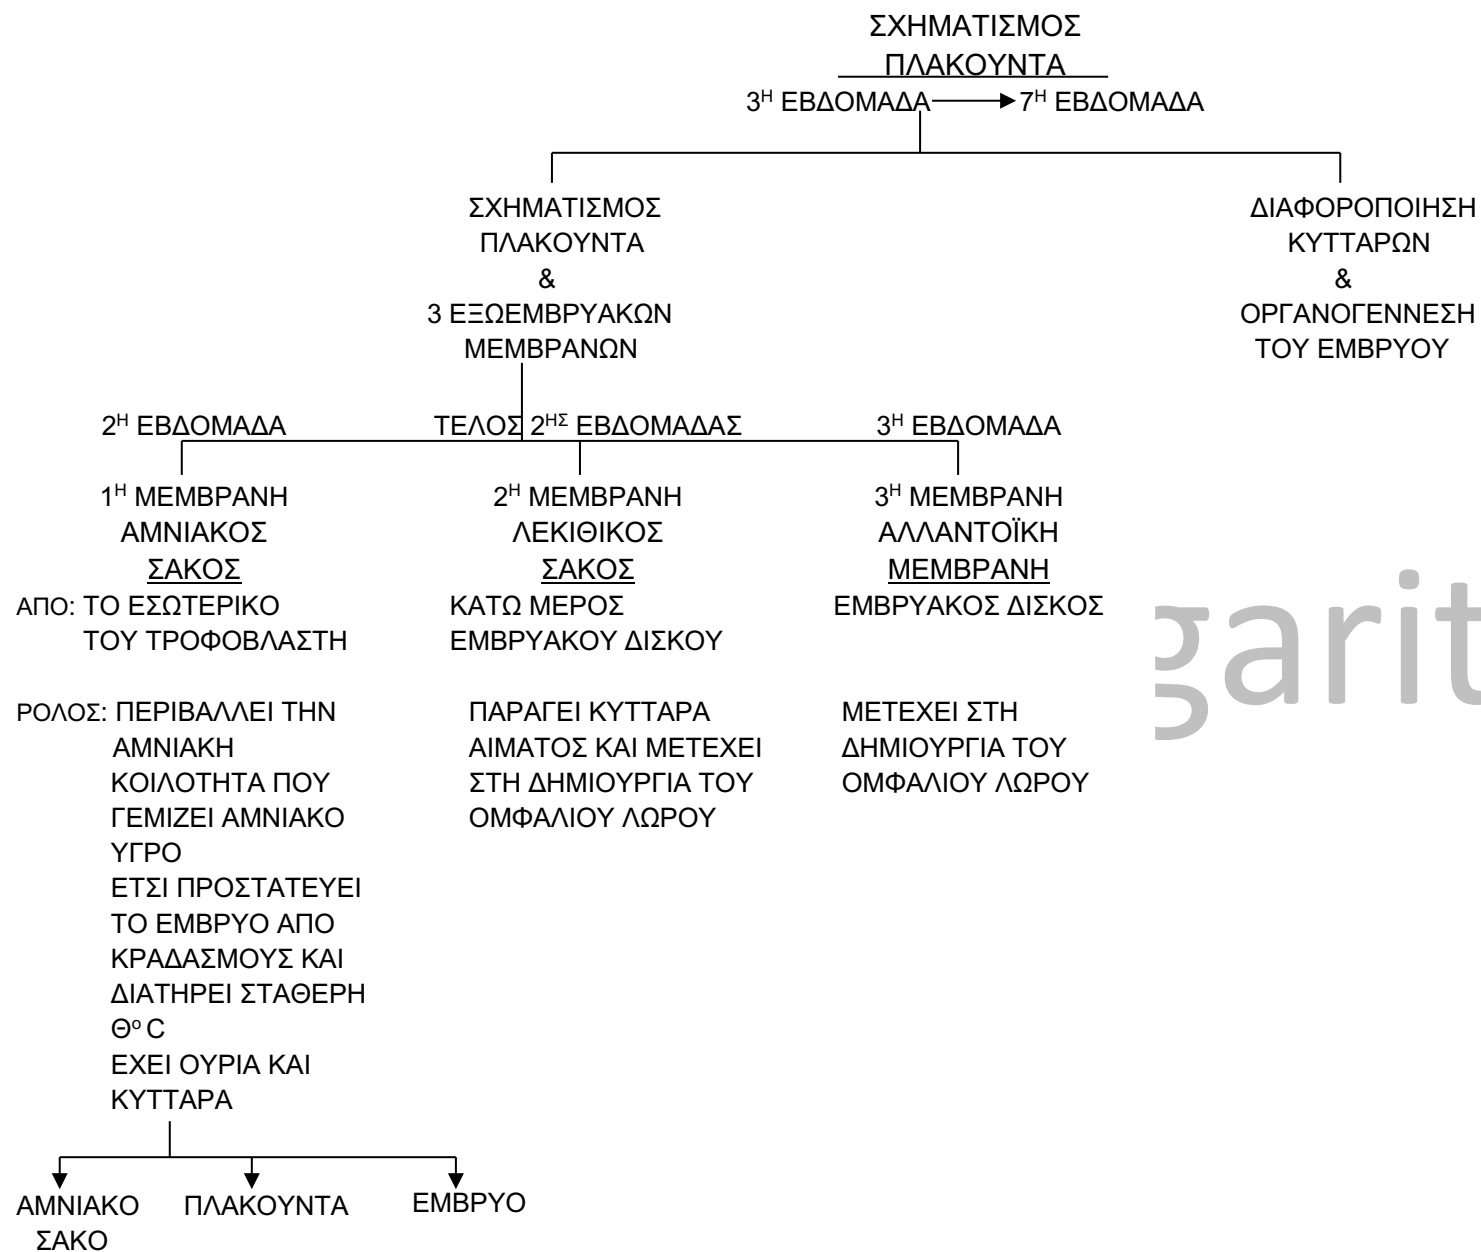 ΣΧΗΜΑΤΙΣΜΟΣ
ΠΛΑΚΟΥΝΤΑ
3Η ΕΒΔΟΜΑΔΑ 7Η ΕΒΔΟΜΑΔΑ
ΣΧΗΜΑΤΙΣΜΟΣ
ΠΛΑΚΟΥΝΤΑ
&
3 ΕΞΩΕΜΒΡΥΑΚΩΝ
ΜΕΜΒΡΑΝΩΝ
ΔΙΑΦΟΡΟΠΟΙΗΣΗ
ΚΥΤΤΑΡΩΝ
&
ΟΡΓΑΝΟΓΕΝΝΕΣΗ
ΤΟΥ ΕΜΒΡΥΟΥ
2Η ΕΒΔΟΜΑΔΑ
ΤΕΛΟΣ 2ΗΣ ΕΒΔΟΜΑΔΑΣ
3Η ΕΒΔΟΜΑΔΑ
1Η ΜΕΜΒΡΑΝΗ
ΑΜΝΙΑΚΟΣ
ΣΑΚΟΣ
ΑΠΟ: ΤΟ ΕΣΩΤΕΡΙΚΟ
ΤΟΥ ΤΡΟΦΟΒΛΑΣΤΗ
2Η ΜΕΜΒΡΑΝΗ
ΛΕΚΙΘΙΚΟΣ
ΣΑΚΟΣ
ΚΑΤΩ ΜΕΡΟΣ
ΕΜΒΡΥΑΚΟΥ ΔΙΣΚΟΥ
3Η ΜΕΜΒΡΑΝΗ
ΑΛΛΑΝΤΟΪΚΗ
ΜΕΜΒΡΑΝΗ
ΕΜΒΡΥΑΚΟΣ ΔΙΣΚΟΣ
garit
ΡΟΛΟΣ: ΠΕΡΙΒΑΛΛΕΙ ΤΗΝ
ΑΜΝΙΑΚΗ
ΚΟΙΛΟΤΗΤΑ ΠΟΥ
ΓΕΜΙΖΕΙ ΑΜΝΙΑΚΟ
ΥΓΡΟ
ΕΤΣΙ ΠΡΟΣΤΑΤΕΥΕΙ
ΤΟ ΕΜΒΡΥΟ ΑΠΟ
ΚΡΑΔΑΣΜΟΥΣ ΚΑΙ
ΔΙΑΤΗΡΕΙ ΣΤΑΘΕΡΗ
Θο C
ΕΧΕΙ ΟΥΡΙΑ ΚΑΙ
ΚΥΤΤΑΡΑ
ΠΑΡΑΓΕΙ ΚΥΤΤΑΡΑ
ΑΙΜΑΤΟΣ ΚΑΙ ΜΕΤΕΧΕΙ
ΣΤΗ ΔΗΜΙΟΥΡΓΙΑ ΤΟΥ
ΟΜΦΑΛΙΟΥ ΛΩΡΟΥ
ΜΕΤΕΧΕΙ ΣΤΗ
ΔΗΜΙΟΥΡΓΙΑ ΤΟΥ
ΟΜΦΑΛΙΟΥ ΛΩΡΟΥ
ΑΜΝΙΑΚΟ
ΣΑΚΟ
ΠΛΑΚΟΥΝΤΑ
ΕΜΒΡΥΟ